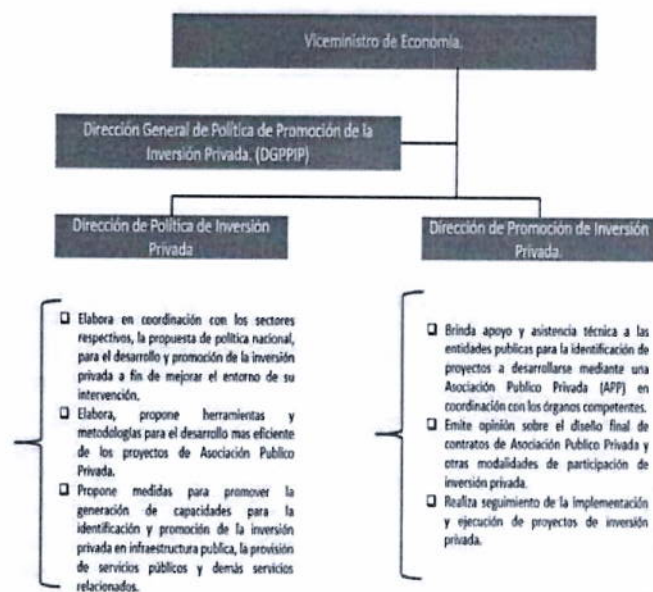 Viceministro de Economía.
Dirección General de Política de Promoción de la
Inversión Privada. (DGPPIP)
Dirección de Política de Inversión
Privada
Dirección de Promoción de Inversión
Privada.
❑ Elabora en coordinación con los sectores
respectivos, la propuesta de política nacional,
para el desarrollo y promoción de la inversión
privada a fin de mejorar el entorno de su
intervención.
❑ Elabora, propone herramientas y
metodologías para el desarrollo mas eficiente
de los proyectos de Asociación Publico
Privada.
❑ Propone medidas para promover la
generación de capacidades para la
identificación y promoción de la inversión
privada en infraestructura publica, la provisión
de servicios públicos y demás servicios
relacionados.
❑ Brinda apoyo y asistencia técnica a las
entidades publicas para la identificación de
proyectos a desarrollarse mediante una
Asociación Publico Privada (APP) en
coordinación con los órganos competentes.
❑ Emite opinión sobre el diseño final de
contratos de Asociación Publico Privada y
otras modalidades de participación de
inversión privada.
❑ Realiza seguimiento de la implementación
y ejecución de proyectos de inversión
privada.